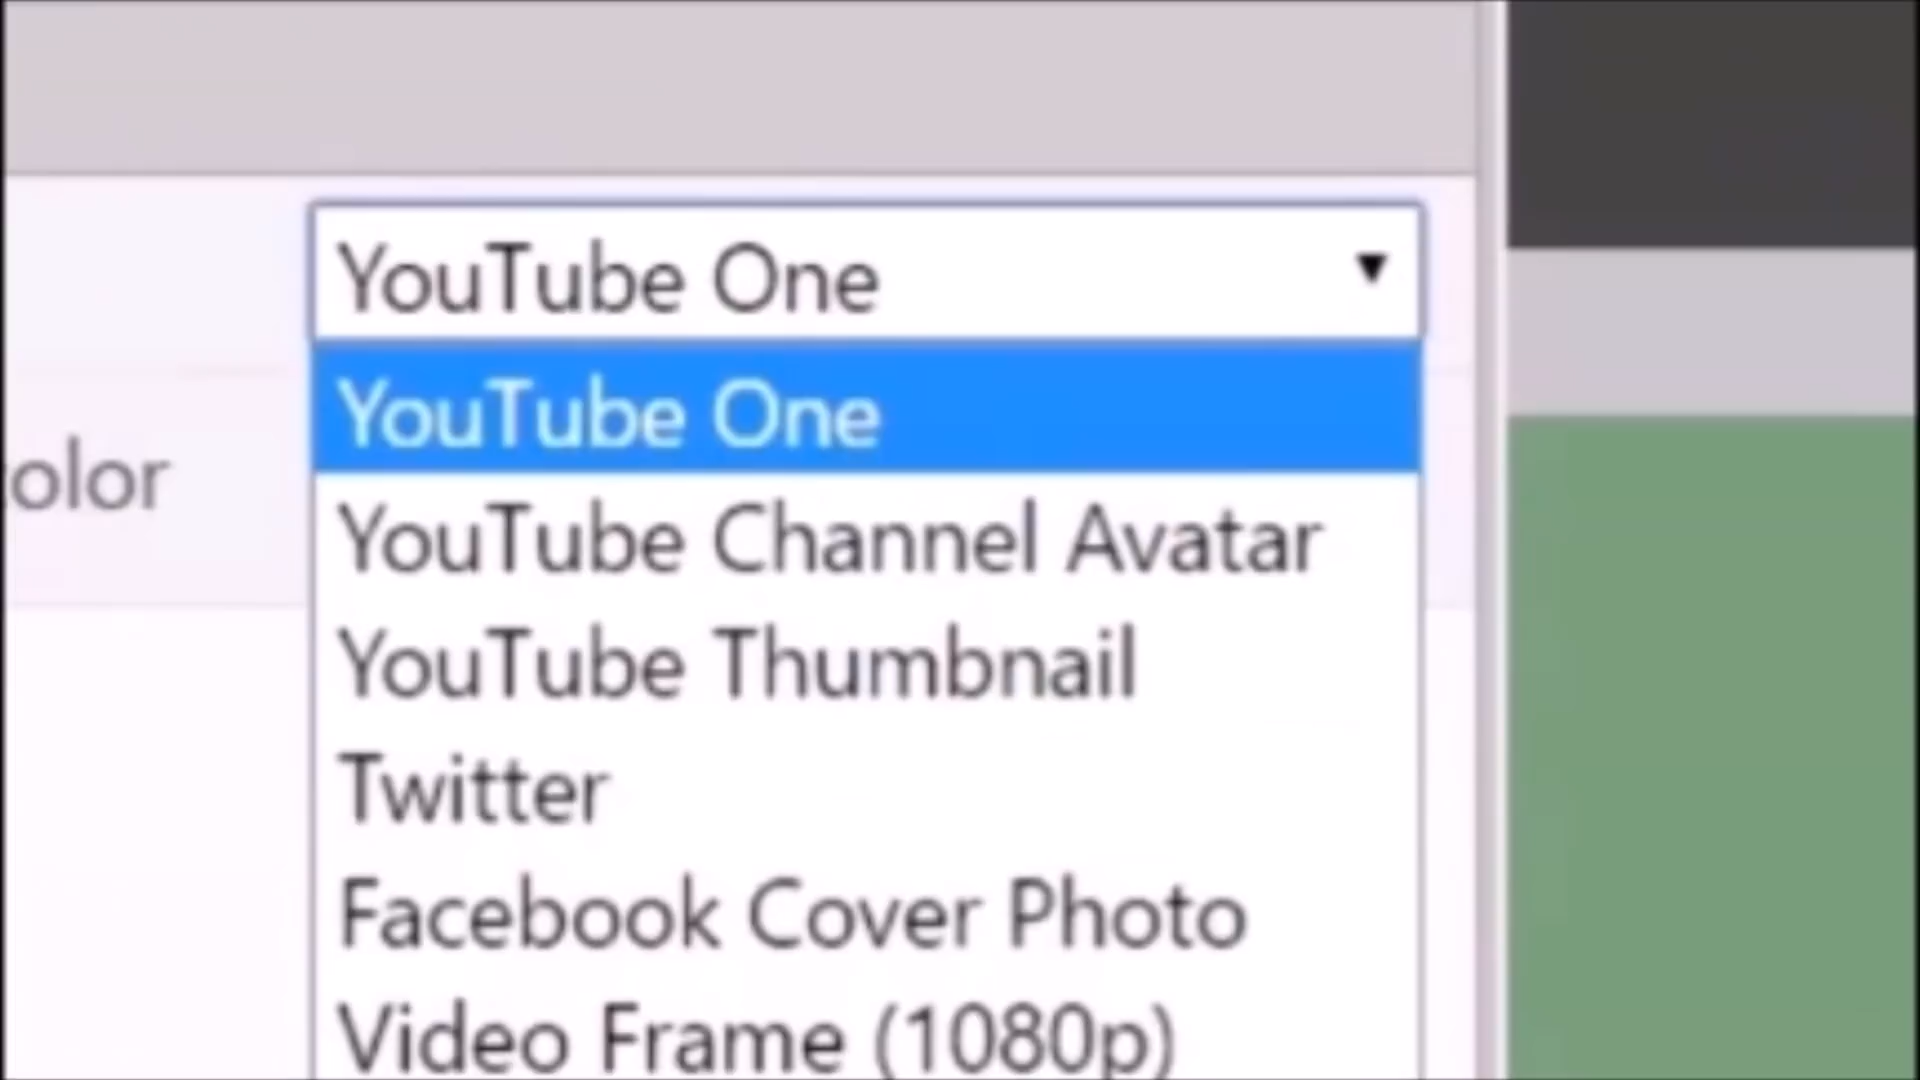 YouTube One
YouTube One
olor
YouTube Channel Avatar
YouTube Thumbnail
Twitter
Facebook Cover Photo
Video Frame (1080p)